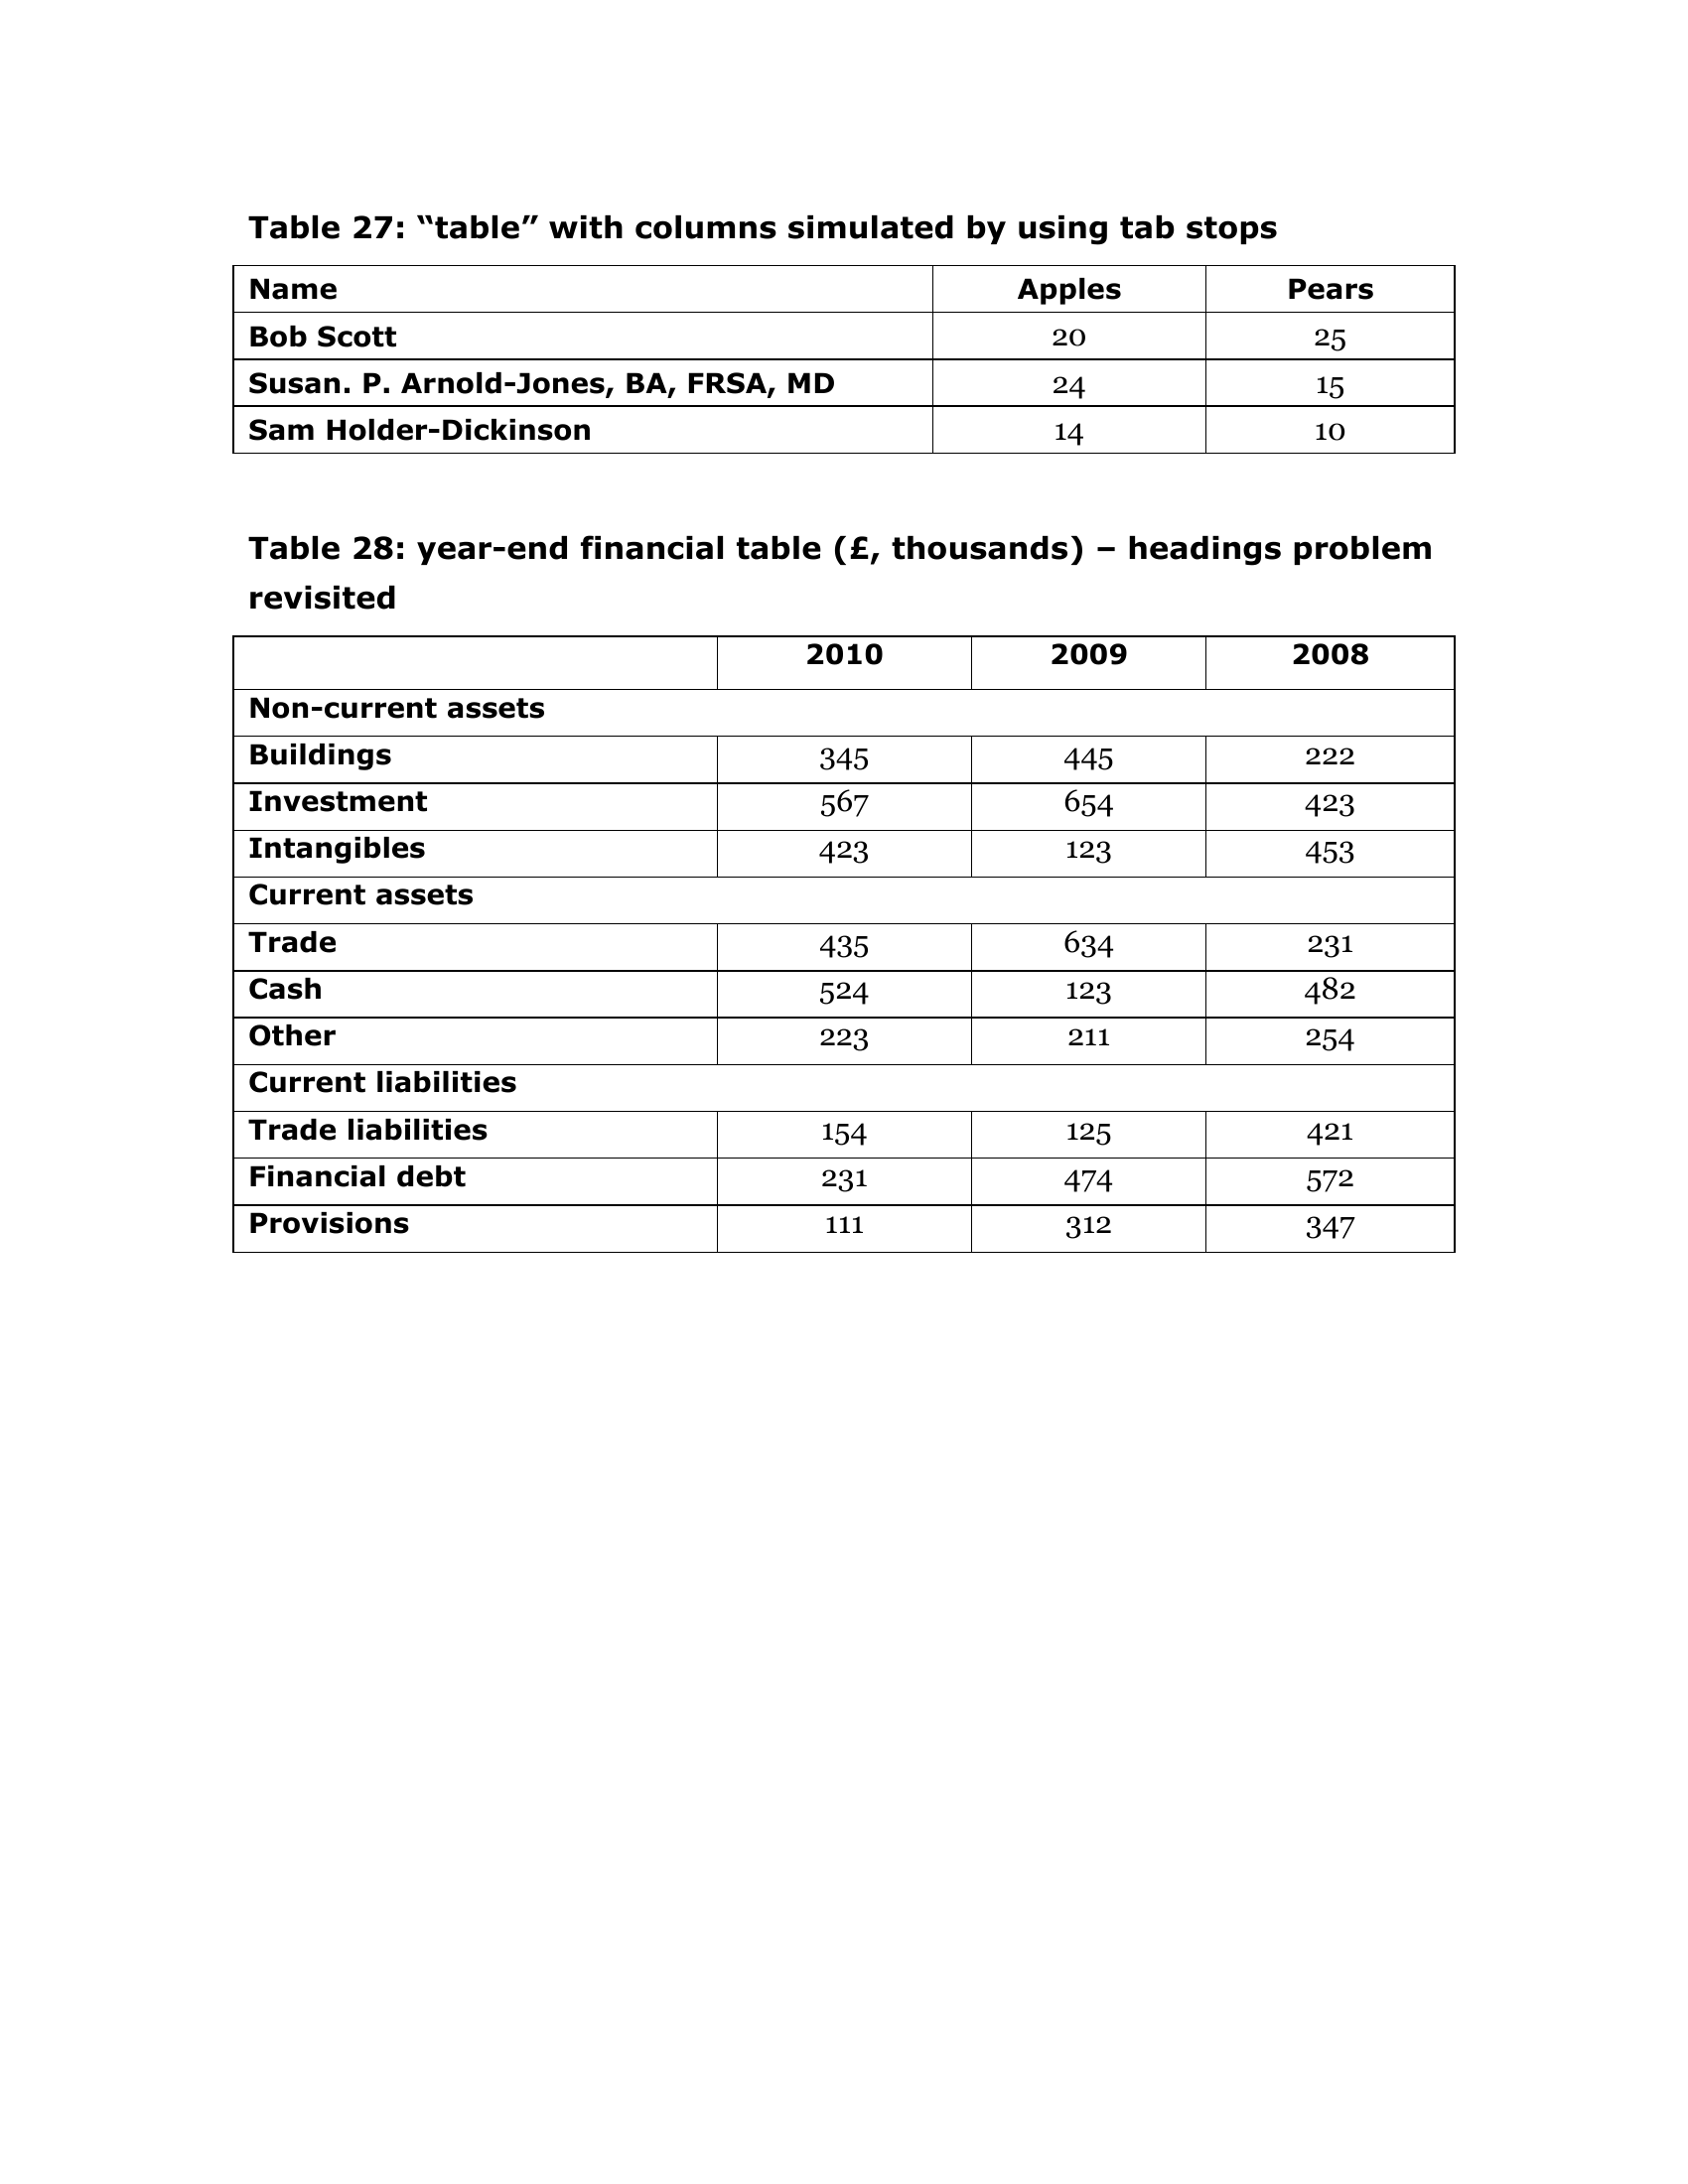 Table 27: “table” with columns simulated by using tab stops
Name Apples Pears
Bob Scott 20 25
Susan. P. Arnold-Jones, BA, FRSA, MD 24 15
Sam Holder-Dickinson 14 10
Table 28: year-end financial table (£, thousands) – headings problem
revisited
2010 2009 2008
Non-current assets
Buildings 345 445 222
Investment 567 654 423
Intangibles 423 123 453
Current assets
Trade 435 634 231
Cash 524 123 482
Other 223 211 254
Current liabilities
Trade liabilities 154 125 421
Financial debt 231 474 572
Provisions 111 312 347